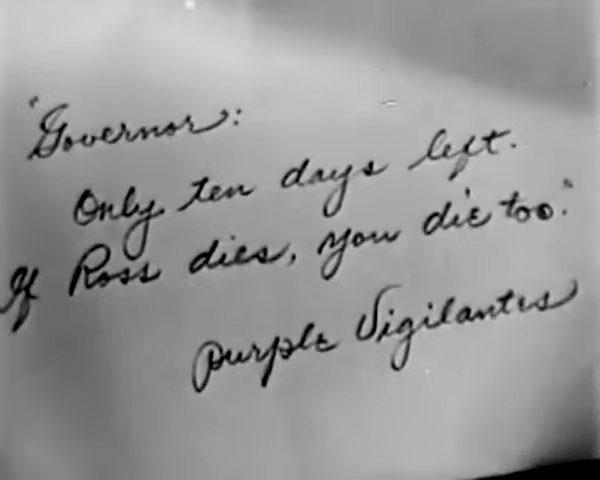 "Governor:
Only ten days left.
If Ross dies, you die too."
Purple Vigilantes